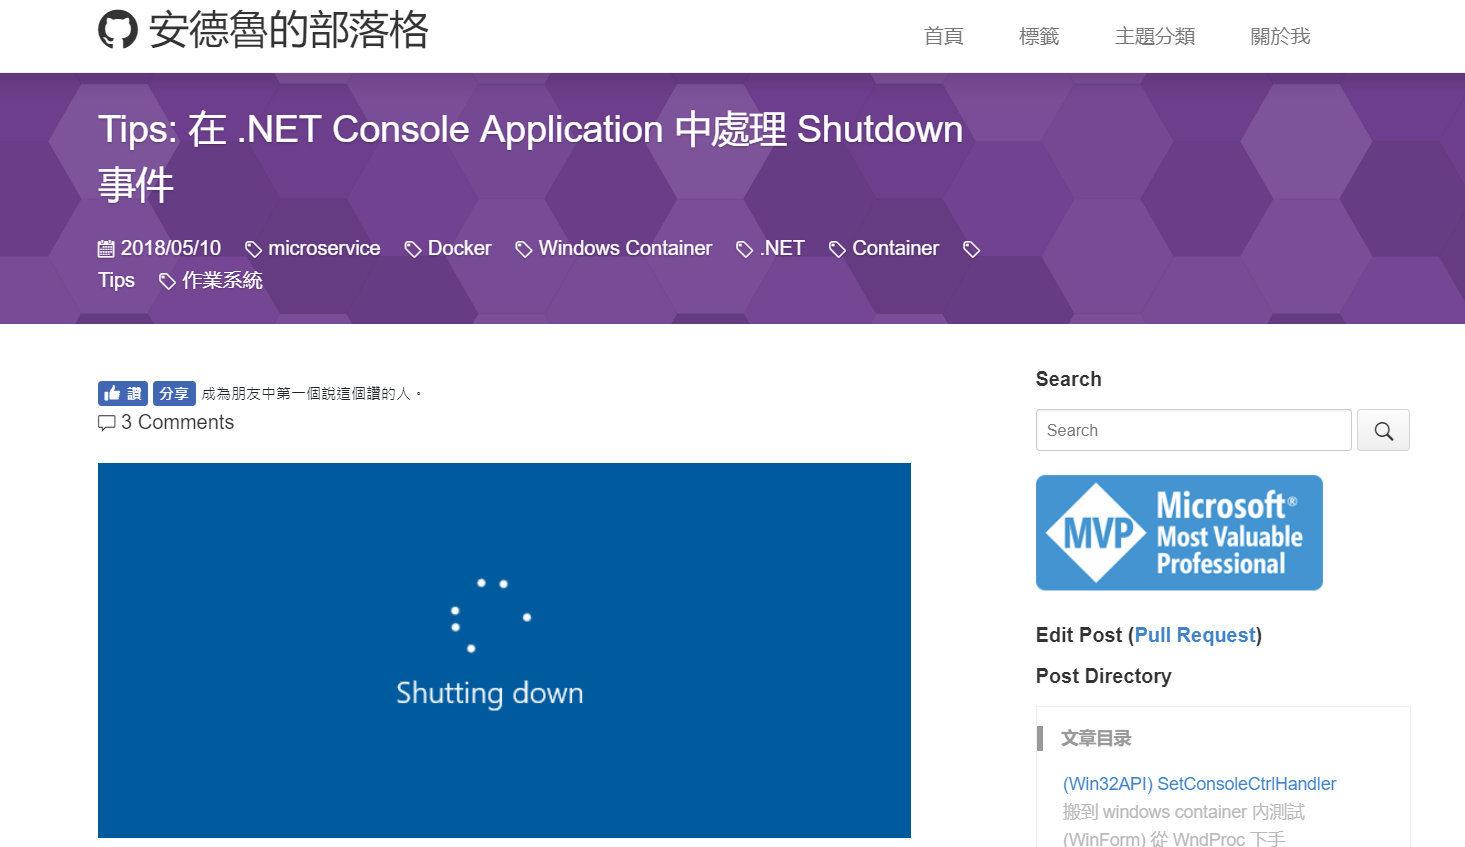 安德魯的部落格
首頁 標籤 主題分類 關於我
Tips: 在 .NET Console Application 中處理 Shutdown
事件
2018/05/10 microservice Docker Windows Container .NET Container
Tips 作業系統
讚 分享 成為朋友中第一個說這個讚的人。
3 Comments
Shutting down
Search
Search
MVP
Microsoft®
Most Valuable
Professional
Edit Post (Pull Request)
Post Directory
文章目录
(Win32API) SetConsoleCtrlHandler
搬到 windows container 內測試
(WinForm) 從 WndProc 下手